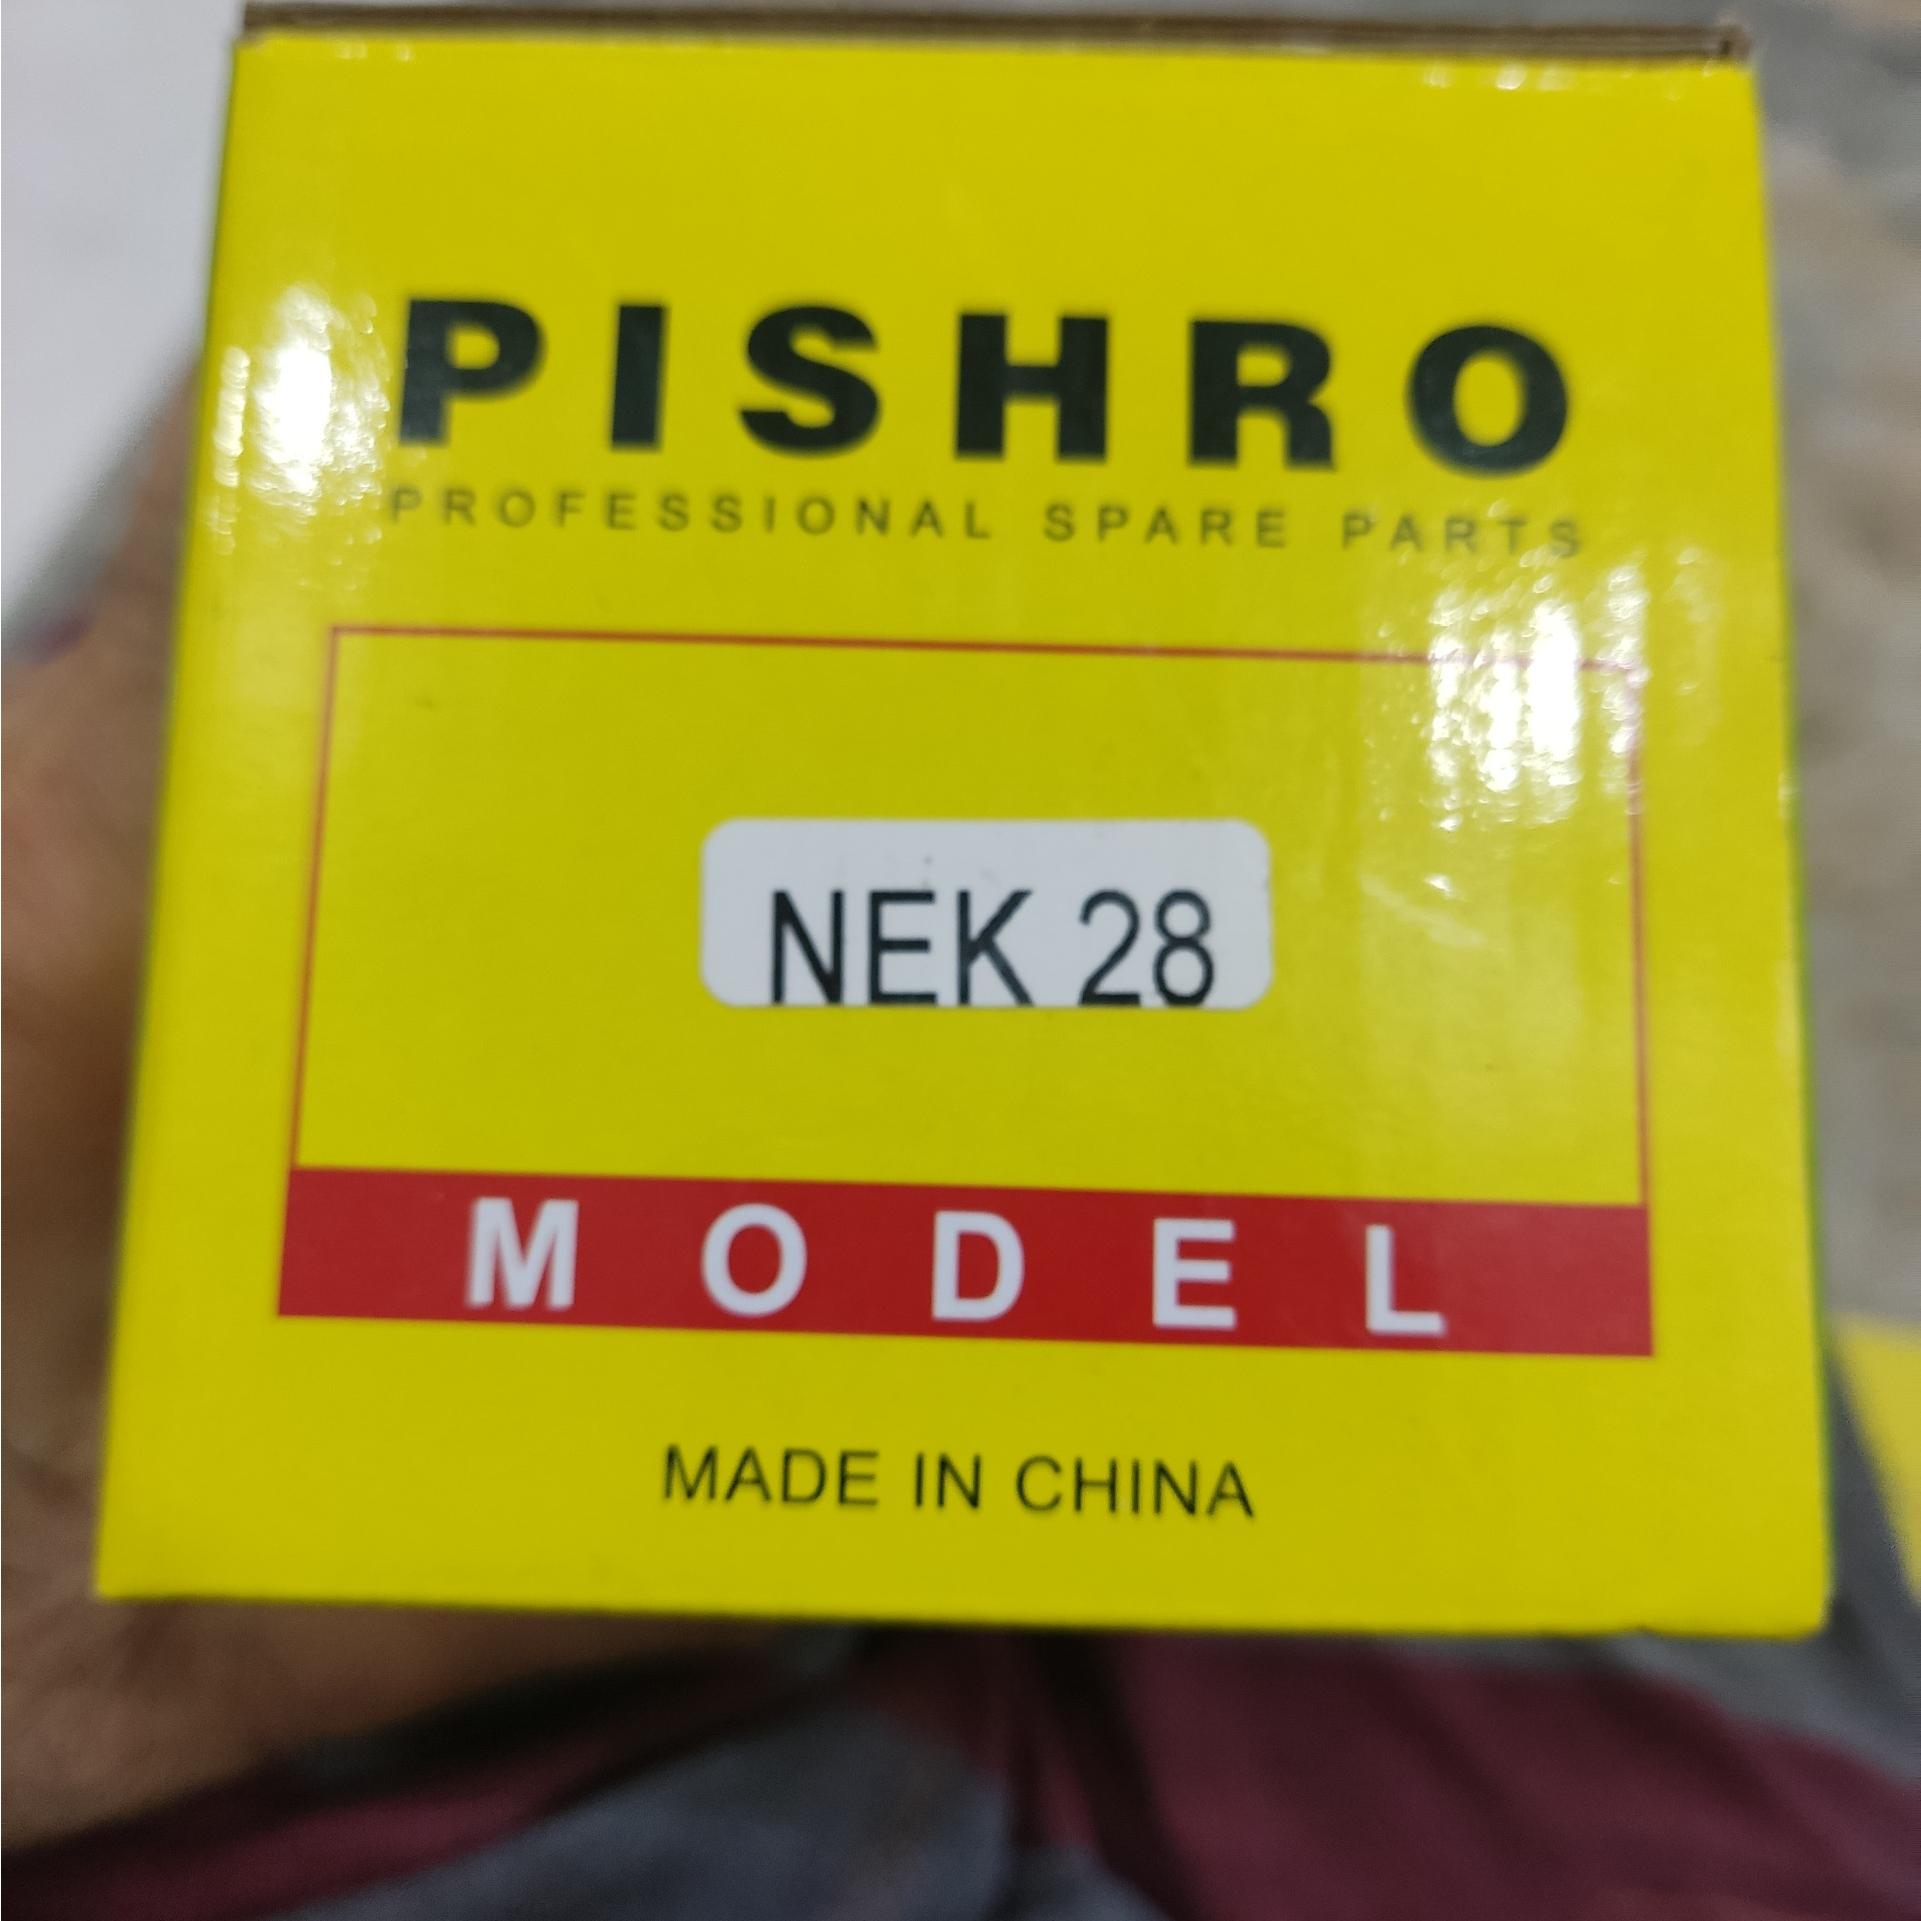 PISHRO
PROFESSIONAL SPARE PARTS
NEK 28
MODEL
MADE IN CHINA